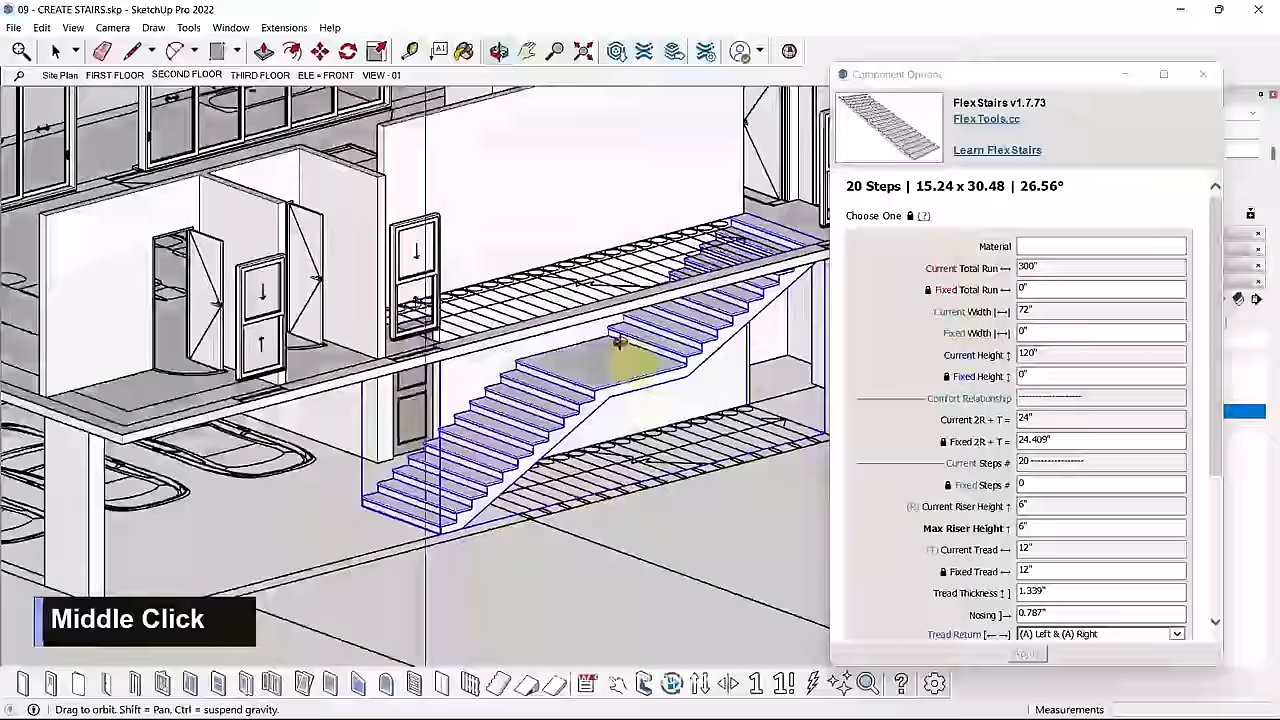 09 - CREATE STAIRS.skp - SketchUp Pro 2022
File Edit View Camera Draw Tools Window Extensions Help
Site Plan FIRST FLOOR SECOND FLOOR THIRD FLOOR ELE = FRONT VIEW - 01
Component Options
FlexStairs v1.7.73
FlexTools.cc
Learn FlexStairs
20 Steps | 15.24 x 30.48 | 26.56°
Choose One (?)
Material
Current Total Run 300"
Fixed Total Run 0"
Current Width 72"
Fixed Width 0"
Current Height 120"
Fixed Height 0"
Comfort Relationship --------------------
Current 2R + T = 24"
Fixed 2R + T = 24.409"
Current Steps # 20 ----------------
Fixed Steps # 0
(R) Current Riser Height 6"
Max Riser Height 6"
(T) Current Tread 12"
Fixed Tread 12"
Tread Thickness 1.339"
Nosing 0.787"
Tread Return (A) Left & (A) Right
Apply
Middle Click
Drag to orbit. Shift = Pan, Ctrl = suspend gravity.
Measurements